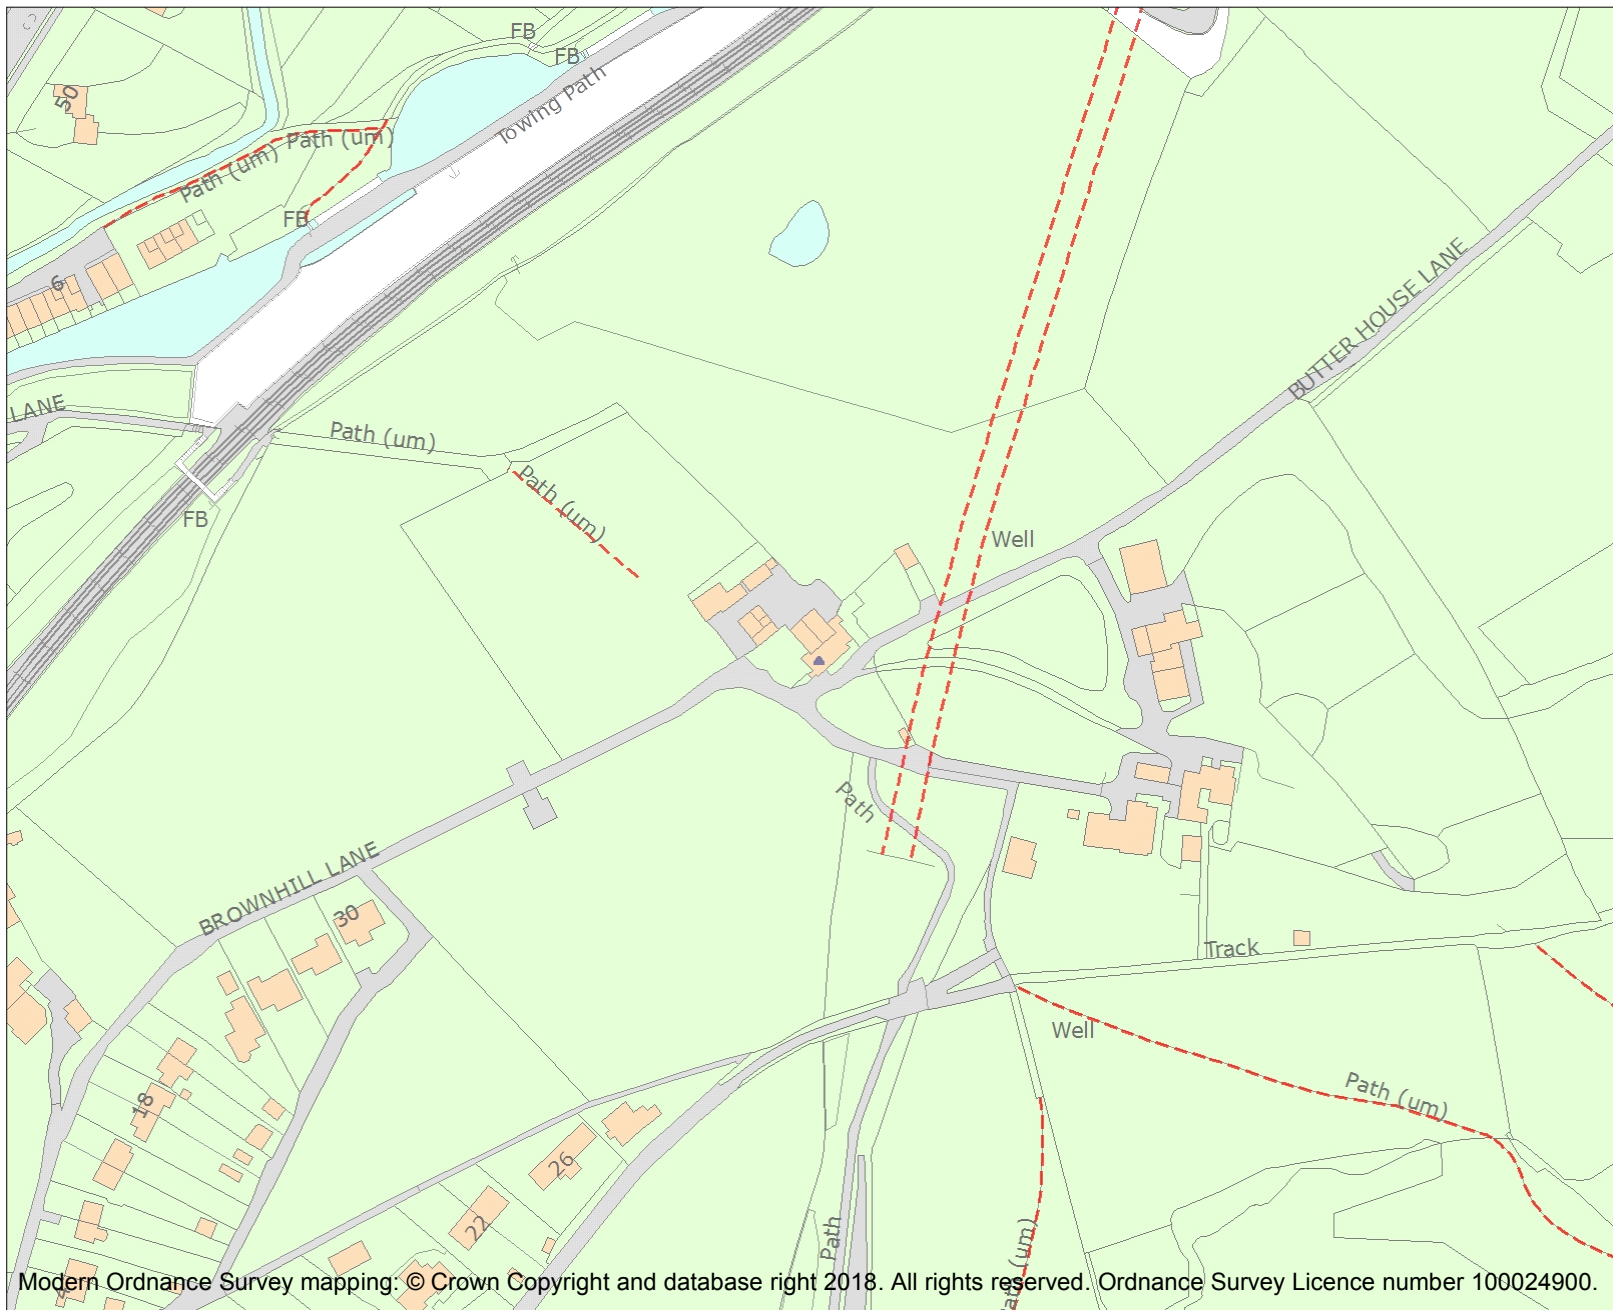 FB
FB
Towing Path
50
Path (um)
Path (um)
FB
6
BUTTER HOUSE LANE
LANE
Path (um)
Path (um)
FB
Well
Path
BROWNHILL LANE
30
Track
Well
Path (um)
18
26
22
Path
Path (um)
Modern Ordnance Survey mapping: © Crown Copyright and database right 2018. All rights reserved. Ordnance Survey Licence number 100024900.